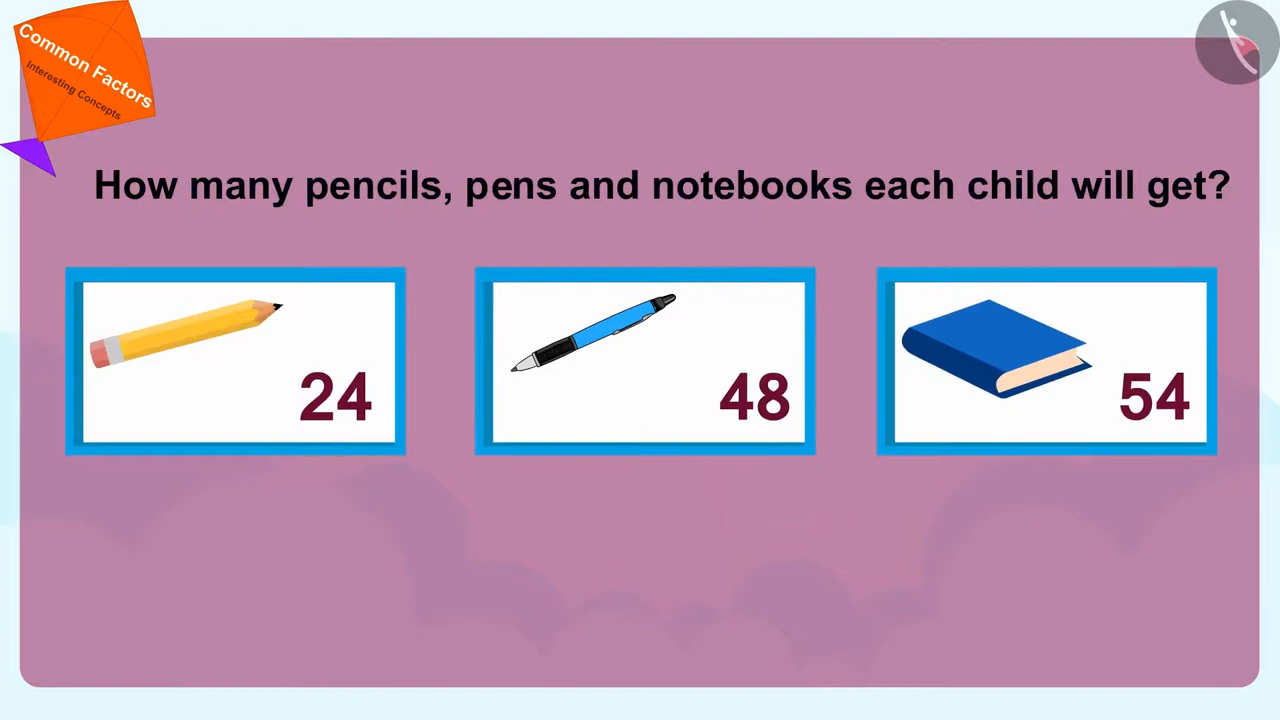 Common Factors
Interesting Concepts
How many pencils, pens and notebooks each child will get?
24
48
54